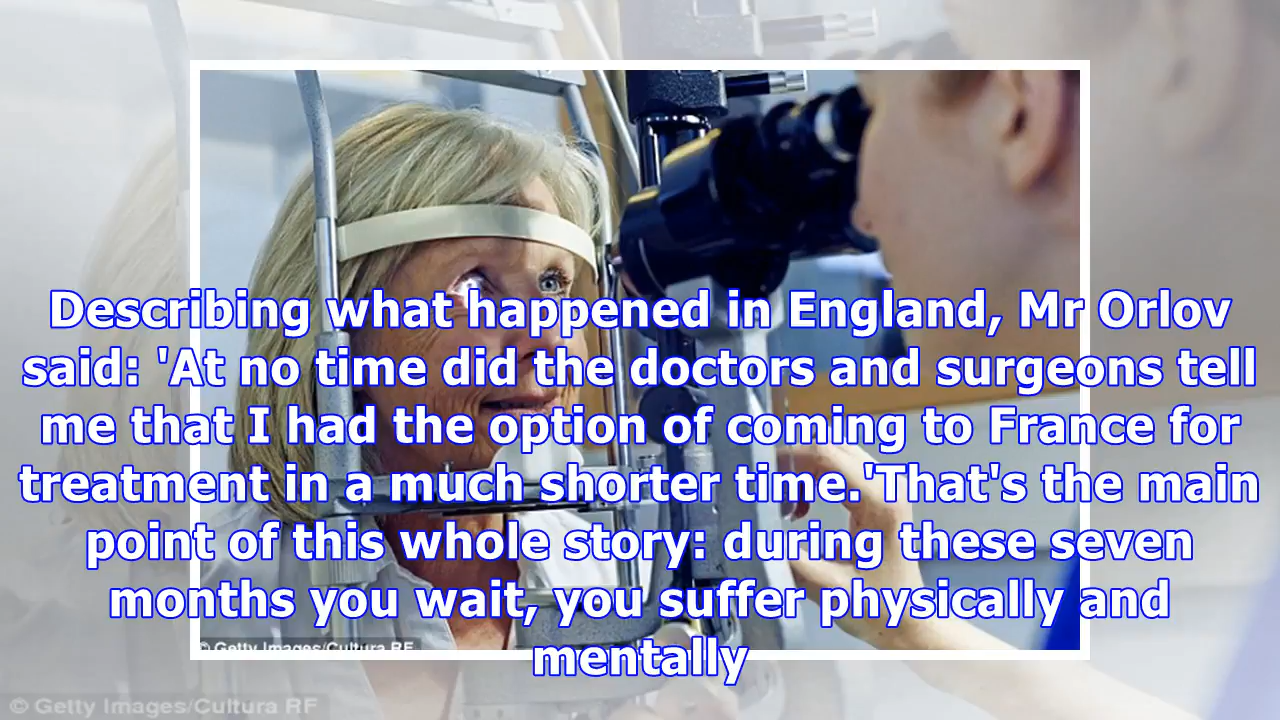 Describing what happened in England, Mr Orlov
said: 'At no time did the doctors and surgeons tell
me that I had the option of coming to France for
treatment in a much shorter time.'That's the main
point of this whole story: during these seven
months you wait, you suffer physically and
mentally
© Getty Images/Cultura RF
© Getty Images/Cultura RF